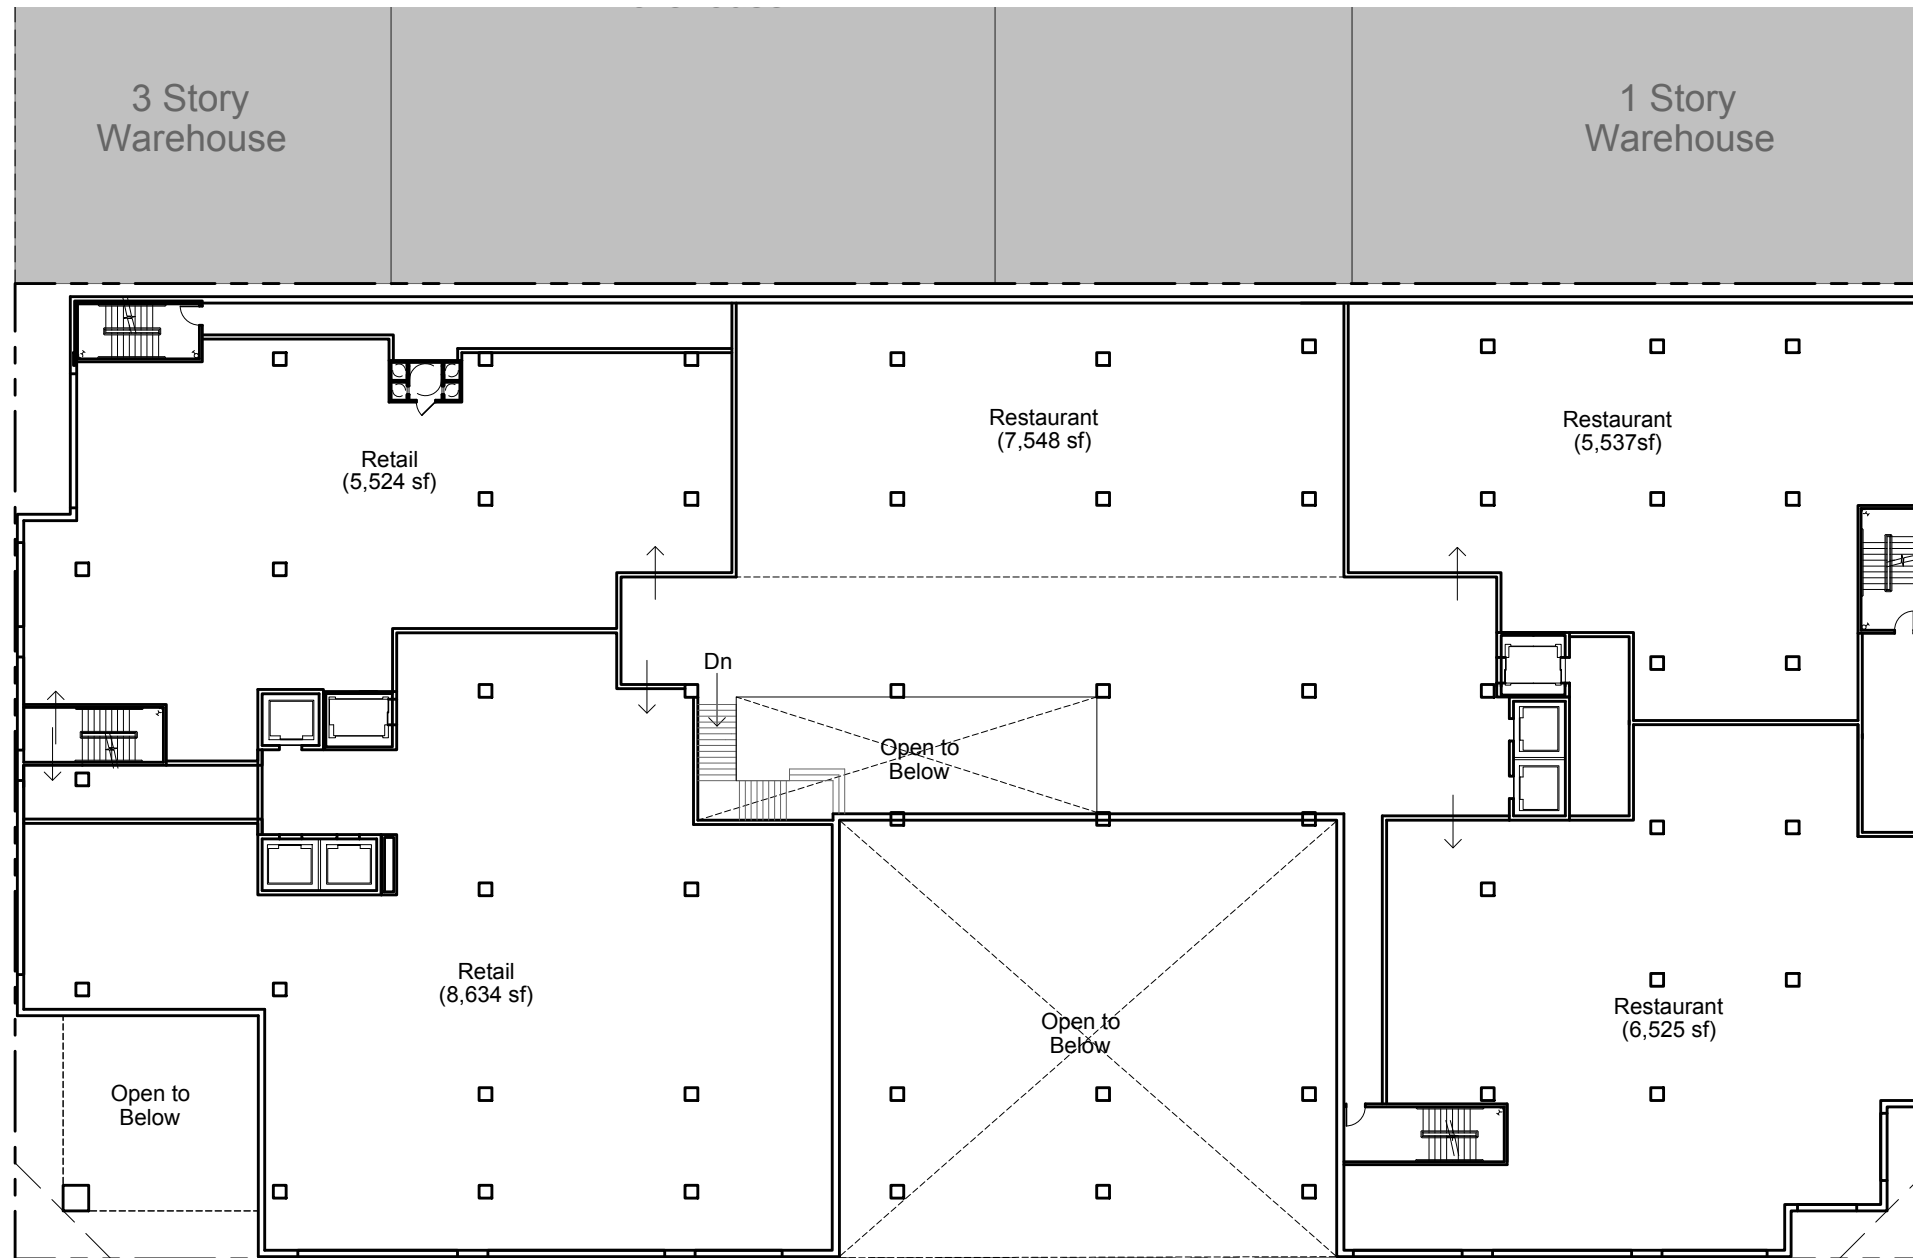 3 Story
Warehouse
1 Story
Warehouse
Restaurant
(7,548 sf)
Restaurant
(5,537sf)
Retail
(5,524 sf)
Dn
Open to
Below
Retail
(8,634 sf)
Restaurant
(6,525 sf)
Open to
Below
Open to
Below